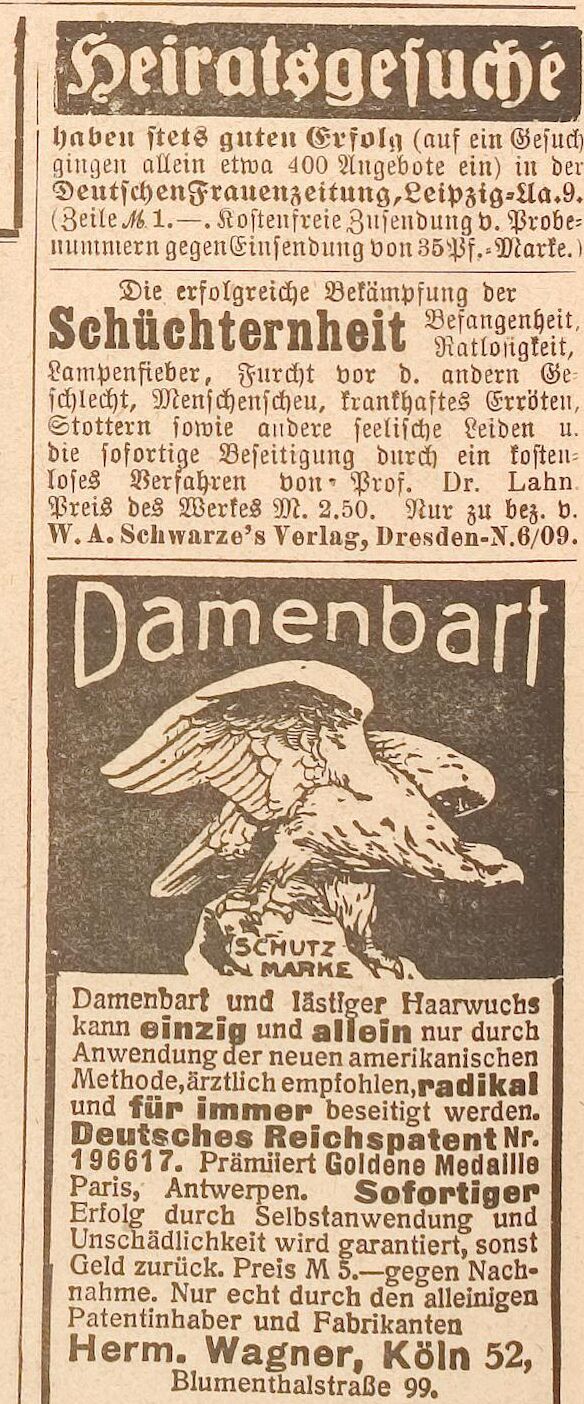 Heiratsgesuche
haben stets guten Erfolg (auf ein Gesuch
gingen allein etwa 400 Angebote ein) in der
Deutschen Frauenzeitung, Leipzig-Ua. 9.
(Zeile M 1.—. Kostenfreie Zusendung v. Probe-
nummern gegen Einsendung von 35 Pf.-Marke.)
Die erfolgreiche Bekämpfung der
Schüchternheit Befangenheit,
Ratlosigkeit,
Lampenfieber, Furcht vor d. andern Ge-
schlecht, Menschenscheu, krankhaftes Erröten,
Stottern sowie andere seelische Leiden u.
die sofortige Beseitigung durch ein kosten-
loses Verfahren von Prof. Dr. Lahn.
Preis des Werkes M. 2.50. Nur zu bez. v.
W. A. Schwarze's Verlag, Dresden-N. 6/09.
Damenbart
SCHUTZ
MARKE
Damenbart und lästiger Haarwuchs
kann einzig und allein nur durch
Anwendung der neuen amerikanischen
Methode, ärztlich empfohlen, radikal
und für immer beseitigt werden.
Deutsches Reichspatent Nr.
196617. Prämiiert Goldene Medaille
Paris, Antwerpen. Sofortiger
Erfolg durch Selbstanwendung und
Unschädlichkeit wird garantiert, sonst
Geld zurück. Preis M 5.— gegen Nach-
nahme. Nur echt durch den alleinigen
Patentinhaber und Fabrikanten
Herm. Wagner, Köln 52,
Blumenthalstraße 99.